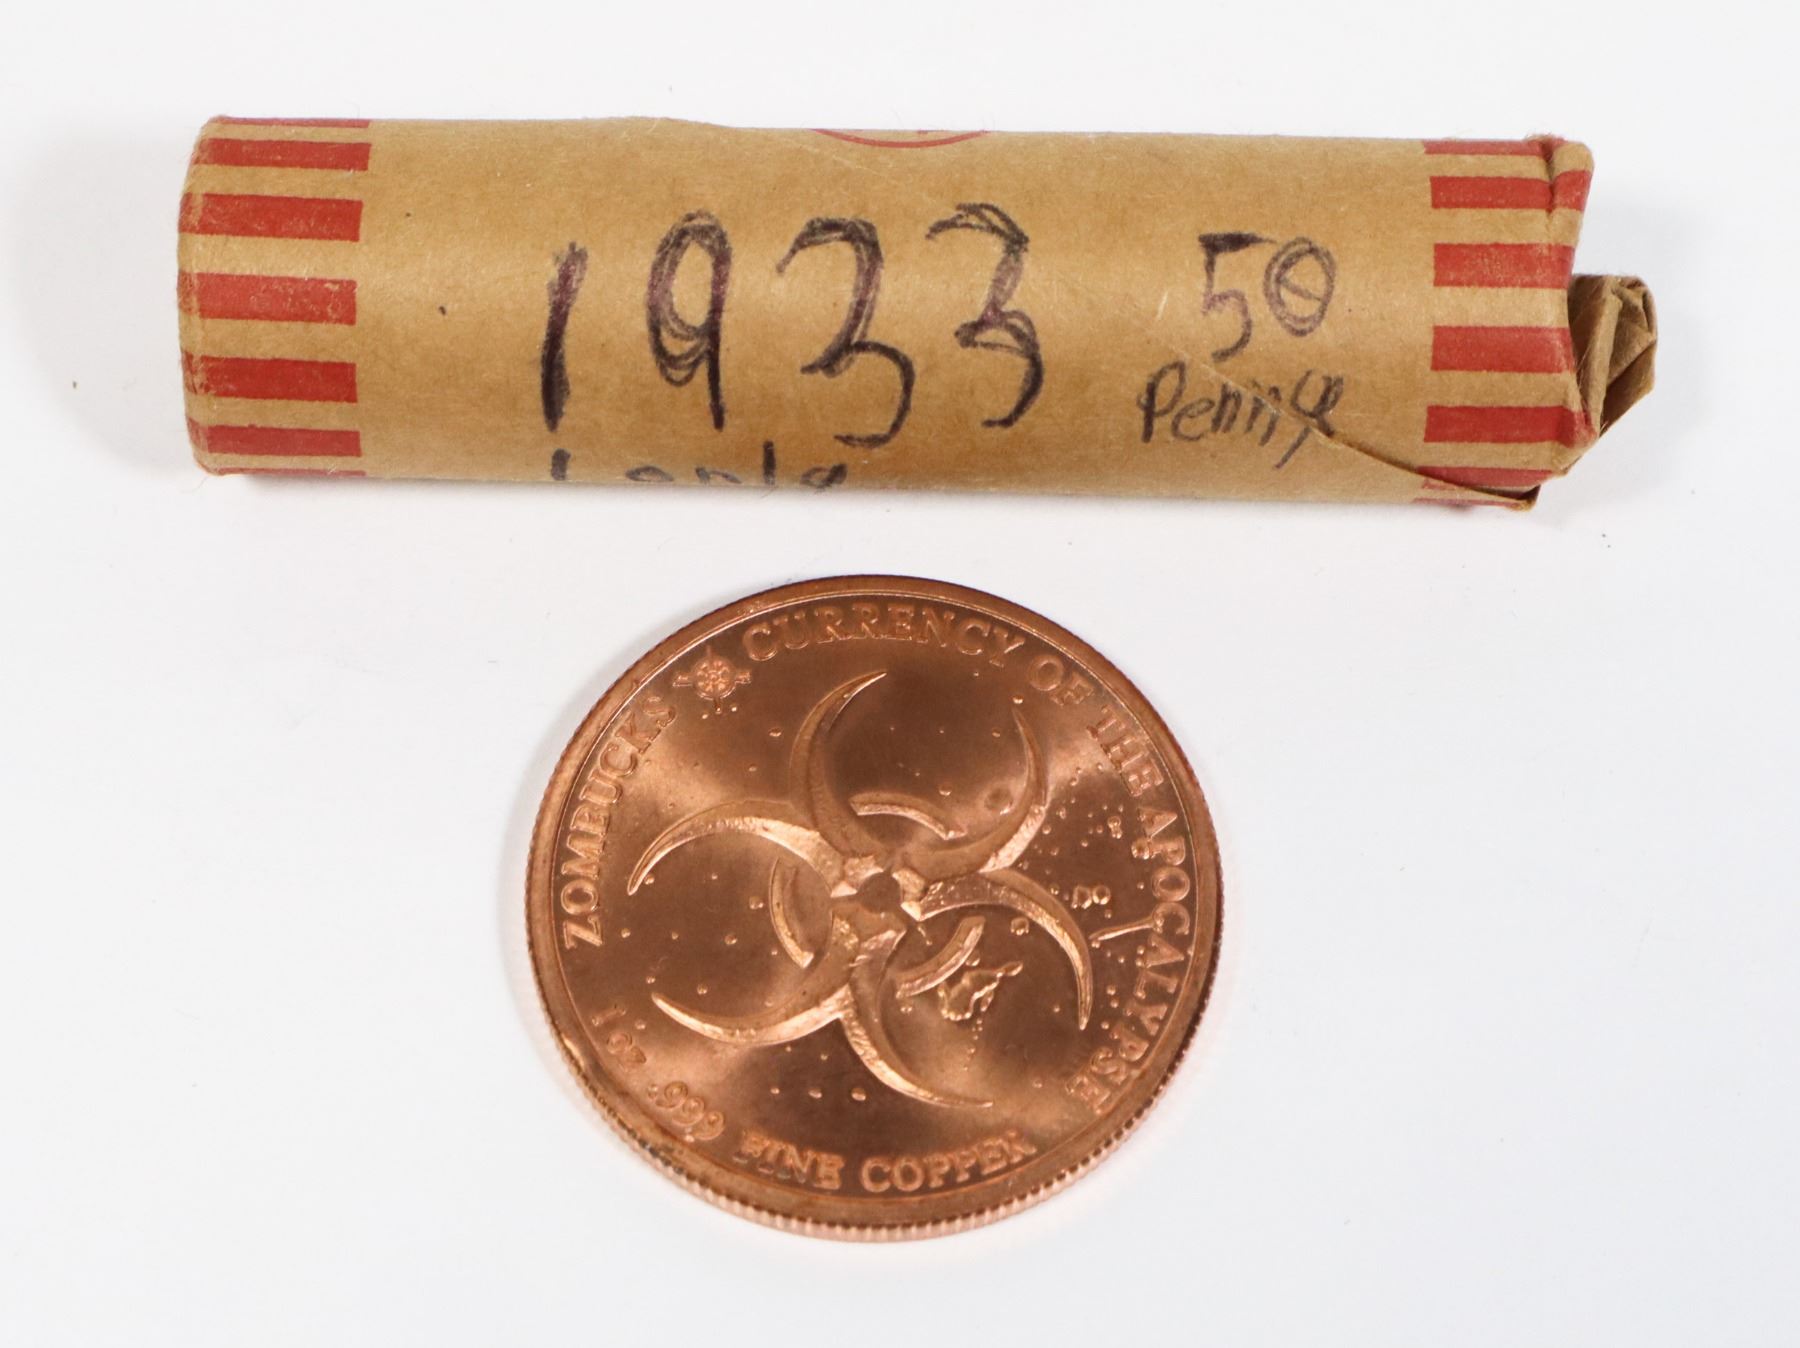 1933
50
Penny
ZOMBUCKS CURRENCY OF THE APOCALYPSE
1 oz .999 FINE COPPER